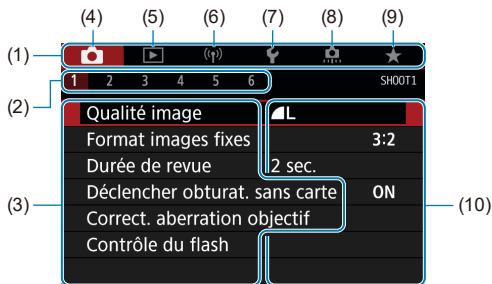 (4) (5) (6) (7) (8) (9)
(1)
(2) 1 2 3 4 5 6 SHOOT1
Qualité image L
Format images fixes 3:2
Durée de revue 2 sec.
(3) Déclencher obturat. sans carte ON (10)
Correct. aberration objectif
Contrôle du flash